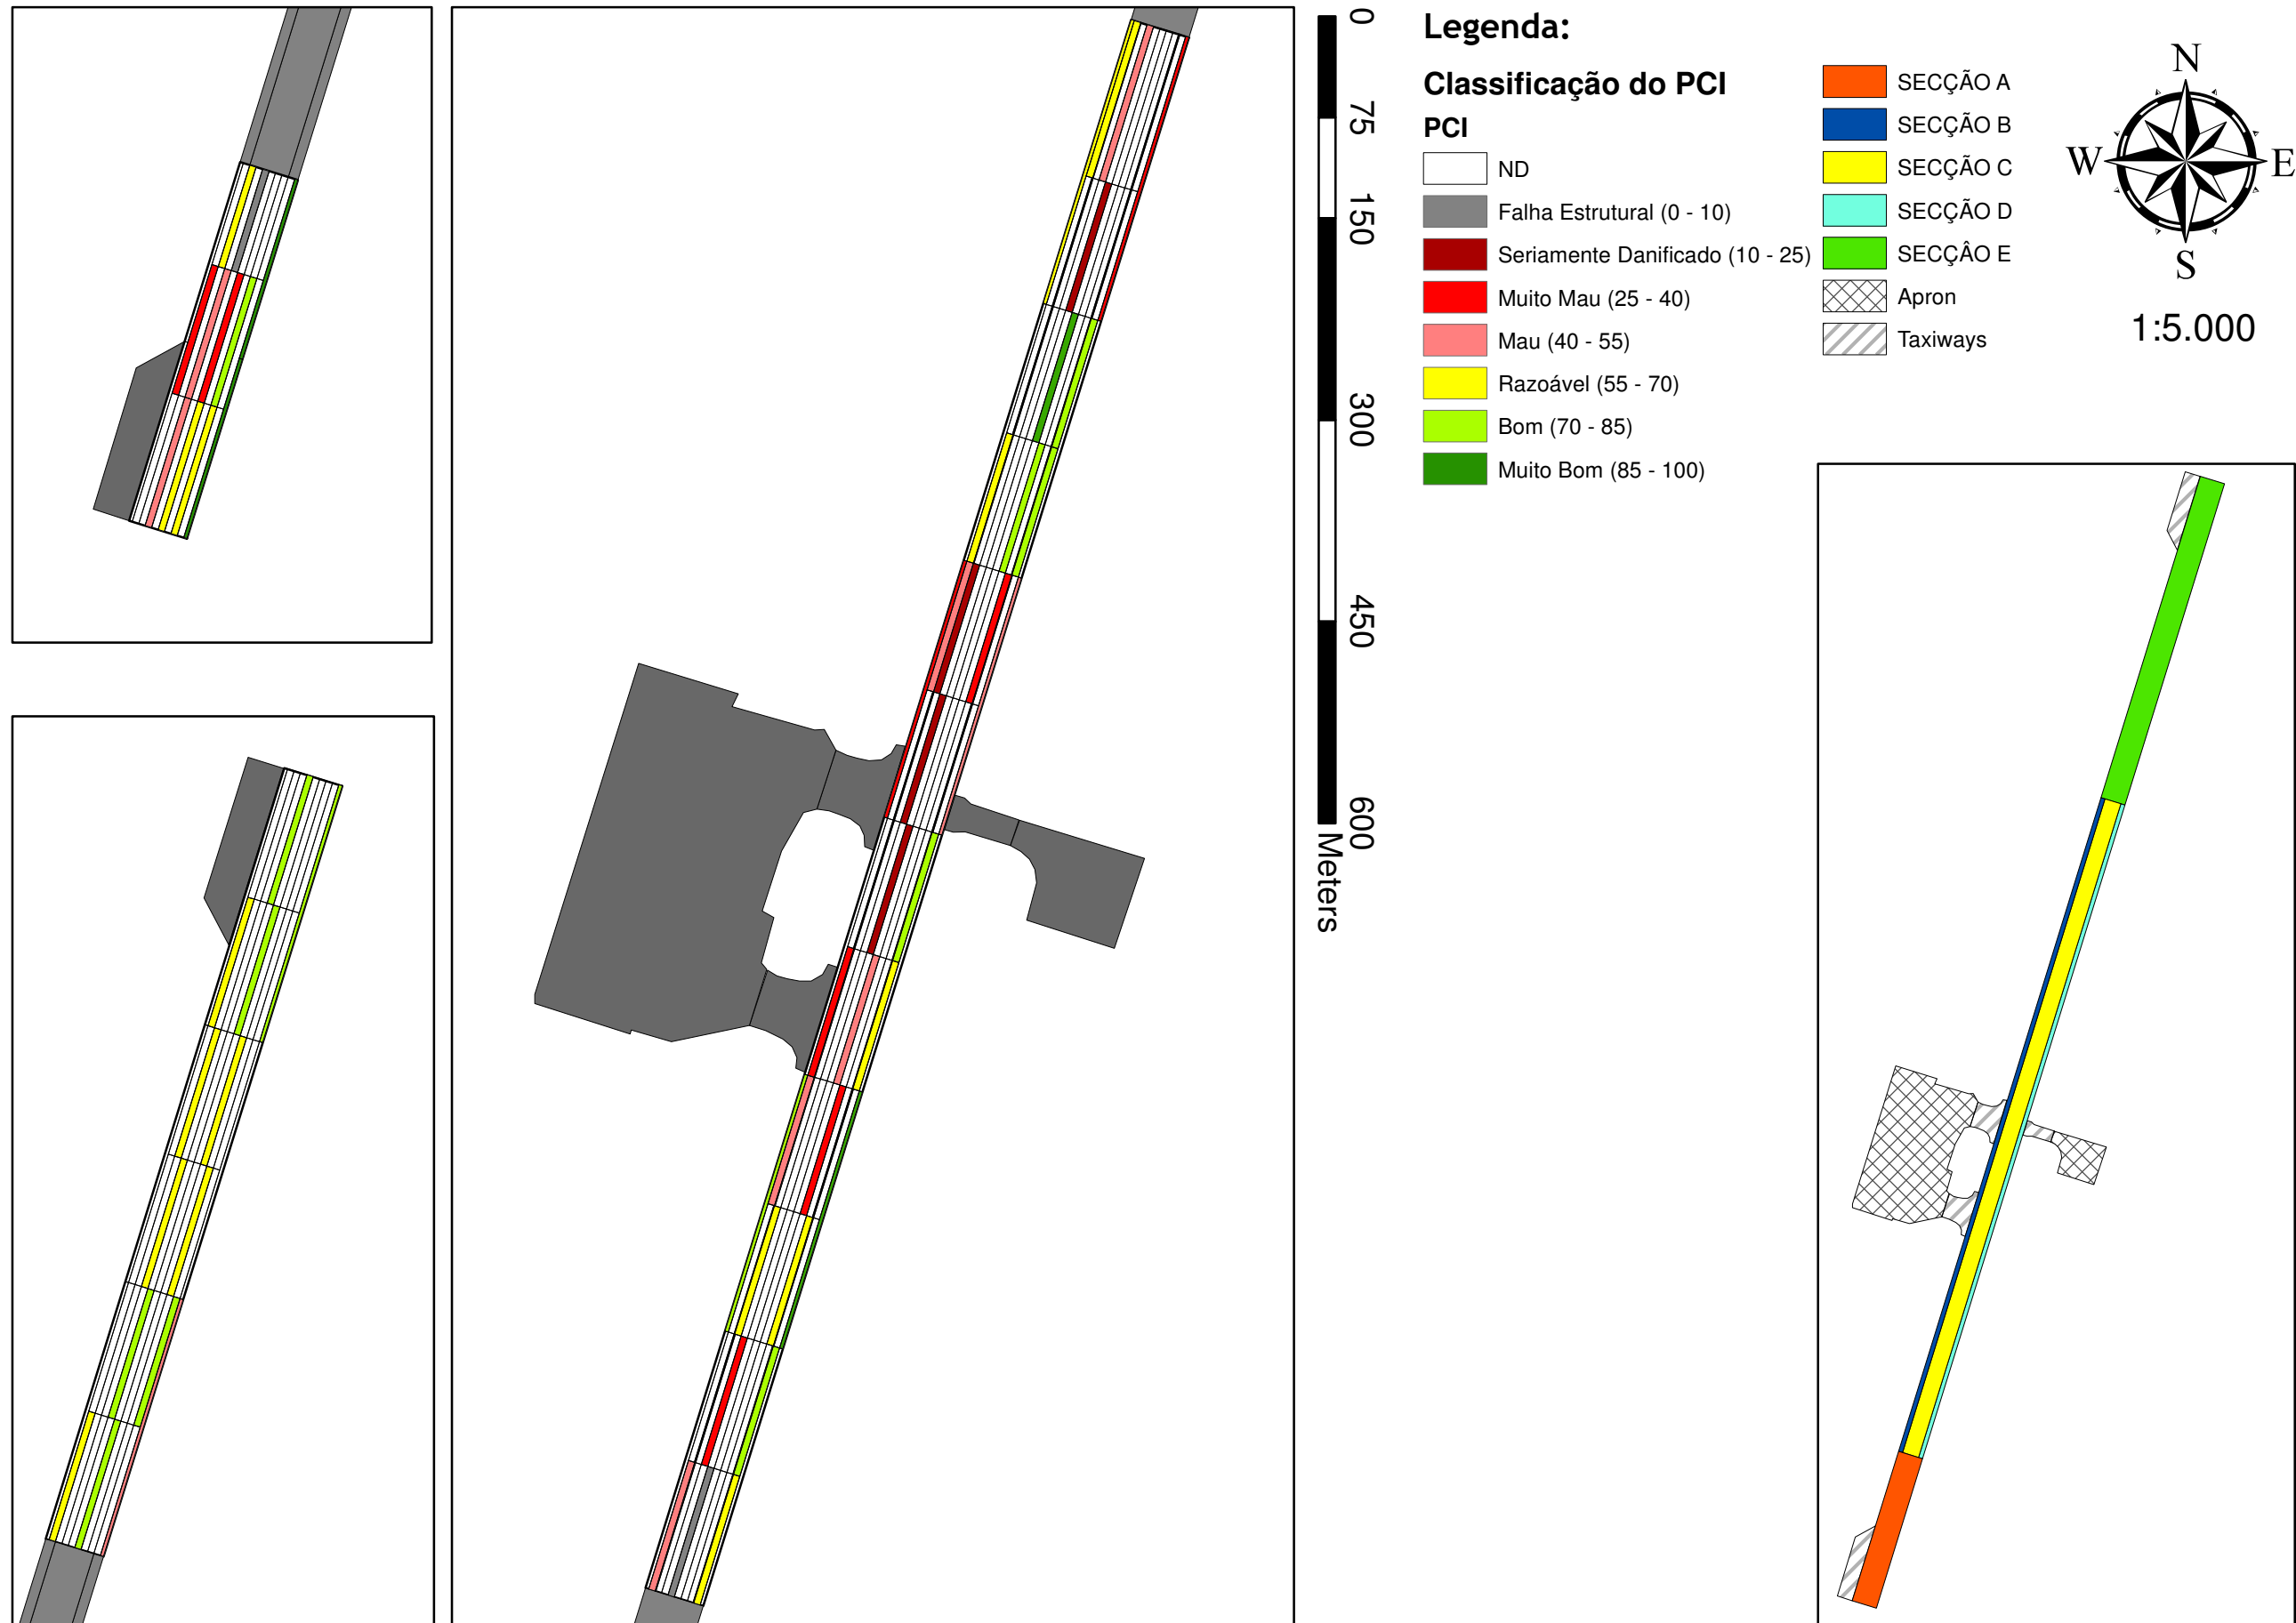 0
75
150
300
450
600
Meters
Legenda:
Classificação do PCI
PCI
ND
Falha Estrutural (0 - 10)
Seriamente Danificado (10 - 25)
Muito Mau (25 - 40)
Mau (40 - 55)
Razoável (55 - 70)
Bom (70 - 85)
Muito Bom (85 - 100)
SECÇÃO A
SECÇÃO B
SECÇÃO C
SECÇÃO D
SECÇÂO E
Apron
Taxiways
N
W
E
S
1:5.000